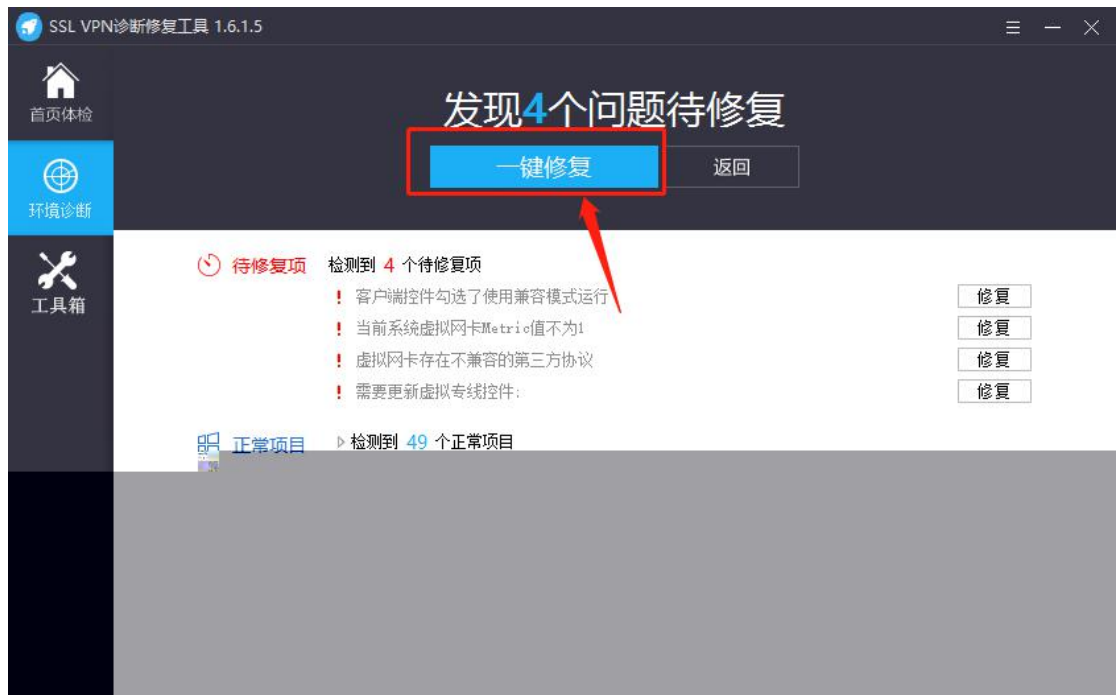 SSL VPN诊断修复工具 1.6.1.5
首页体检
环境诊断
工具箱
发现4个问题待修复
一键修复
返回
待修复项 检测到 4 个待修复项
! 客户端控件勾选了使用兼容模式运行 修复
! 当前系统虚拟网卡Metric值不为1 修复
! 虚拟网卡存在不兼容的第三方协议 修复
! 需要更新虚拟专线控件: 修复
正常项目 检测到 49 个正常项目